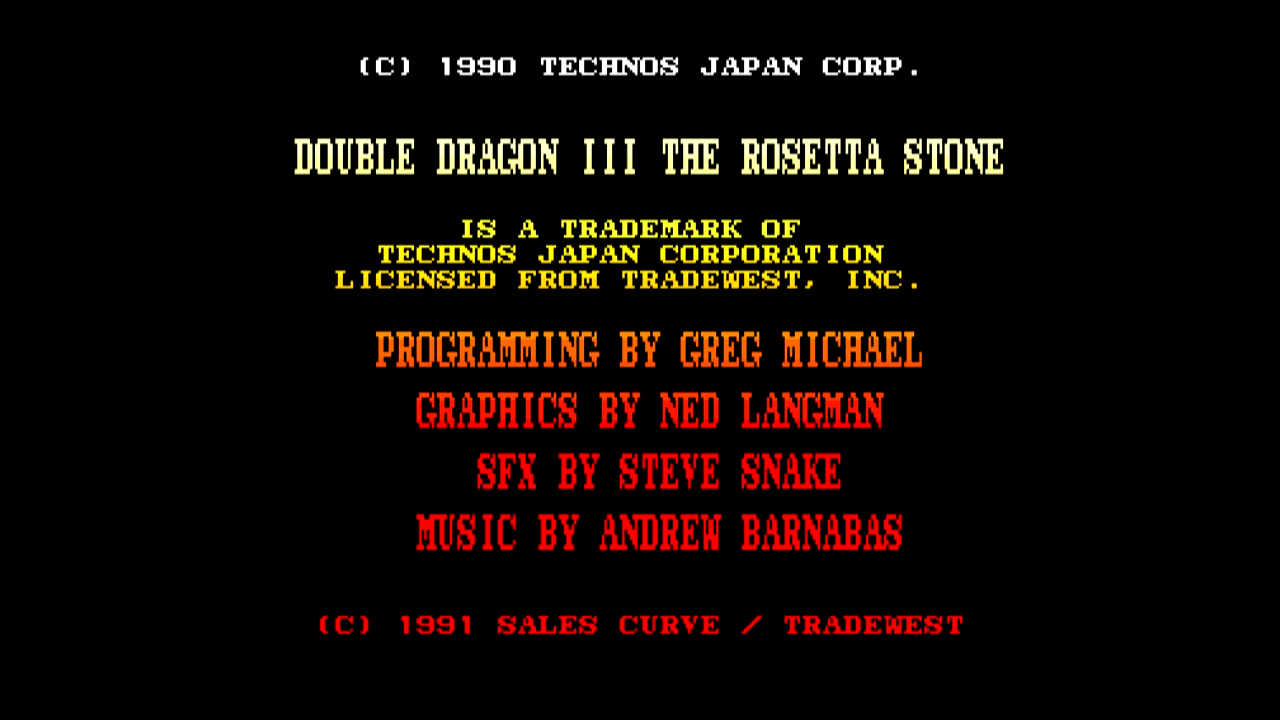 (C) 1990 TECHNOS JAPAN CORP.
DOUBLE DRAGON III THE ROSETTA STONE
IS A TRADEMARK OF
TECHNOS JAPAN CORPORATION
LICENSED FROM TRADEWEST, INC.
PROGRAMMING BY GREG MICHAEL
GRAPHICS BY NED LANGMAN
SFX BY STEVE SNAKE
MUSIC BY ANDREW BARNABAS
(C) 1991 SALES CURVE / TRADEWEST